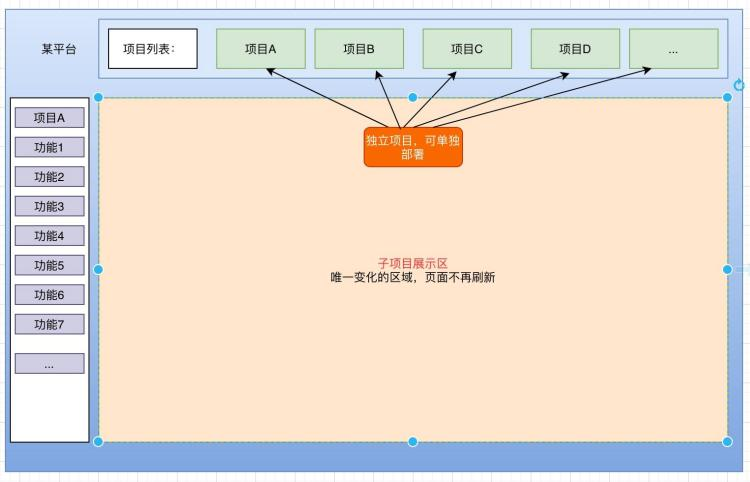 某平台
项目列表：
项目A
项目B
项目C
项目D
...
项目A
功能1
功能2
功能3
功能4
功能5
功能6
功能7
...
独立项目，可单独
部署
子项目展示区
唯一变化的区域，页面不再刷新